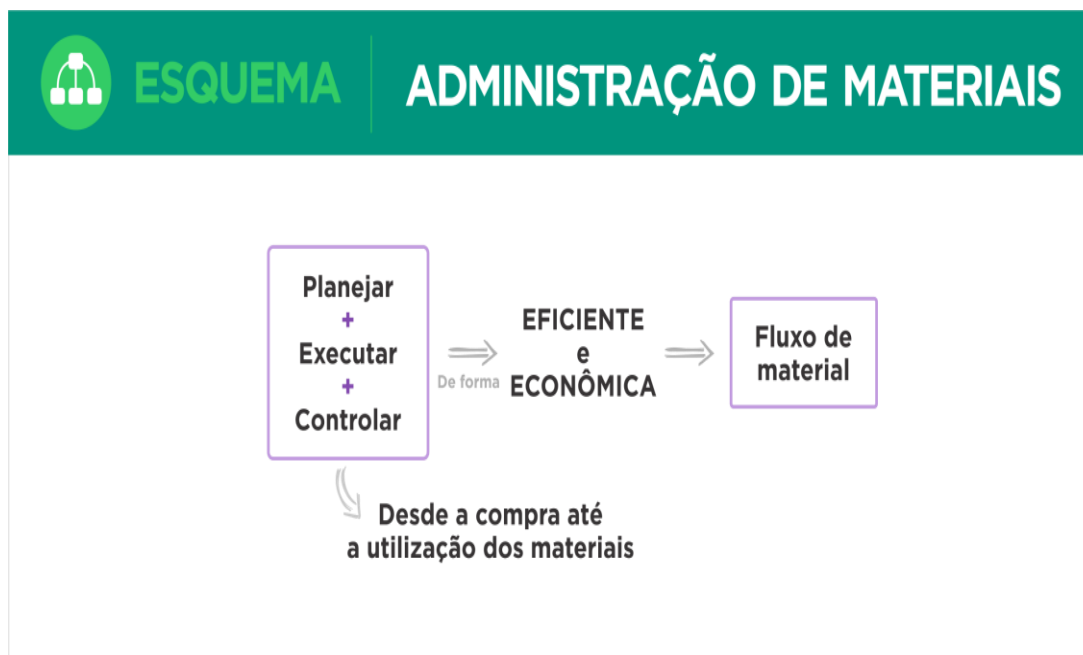 ESQUEMA
ADMINISTRAÇÃO DE MATERIAIS
Planejar
+
Executar
+
Controlar
De forma
EFICIENTE
e
ECONÔMICA
Fluxo de
material
Desde a compra até
a utilização dos materiais